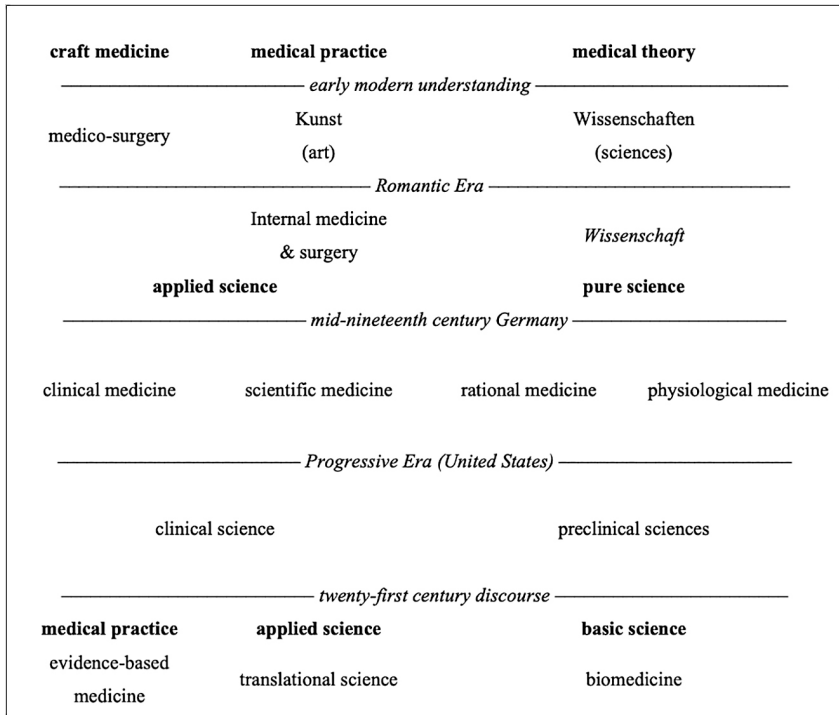 craft medicine medical practice medical theory
early modern understanding
Kunst Wissenschaften
medico-surgery
(art) (sciences)
Romantic Era
Internal medicine
Wissenschaft
& surgery
applied science pure science
mid-nineteenth century Germany
clinical medicine scientific medicine rational medicine physiological medicine
Progressive Era (United States)
clinical science preclinical sciences
twenty-first century discourse
medical practice applied science basic science
evidence-based
translational science biomedicine
medicine